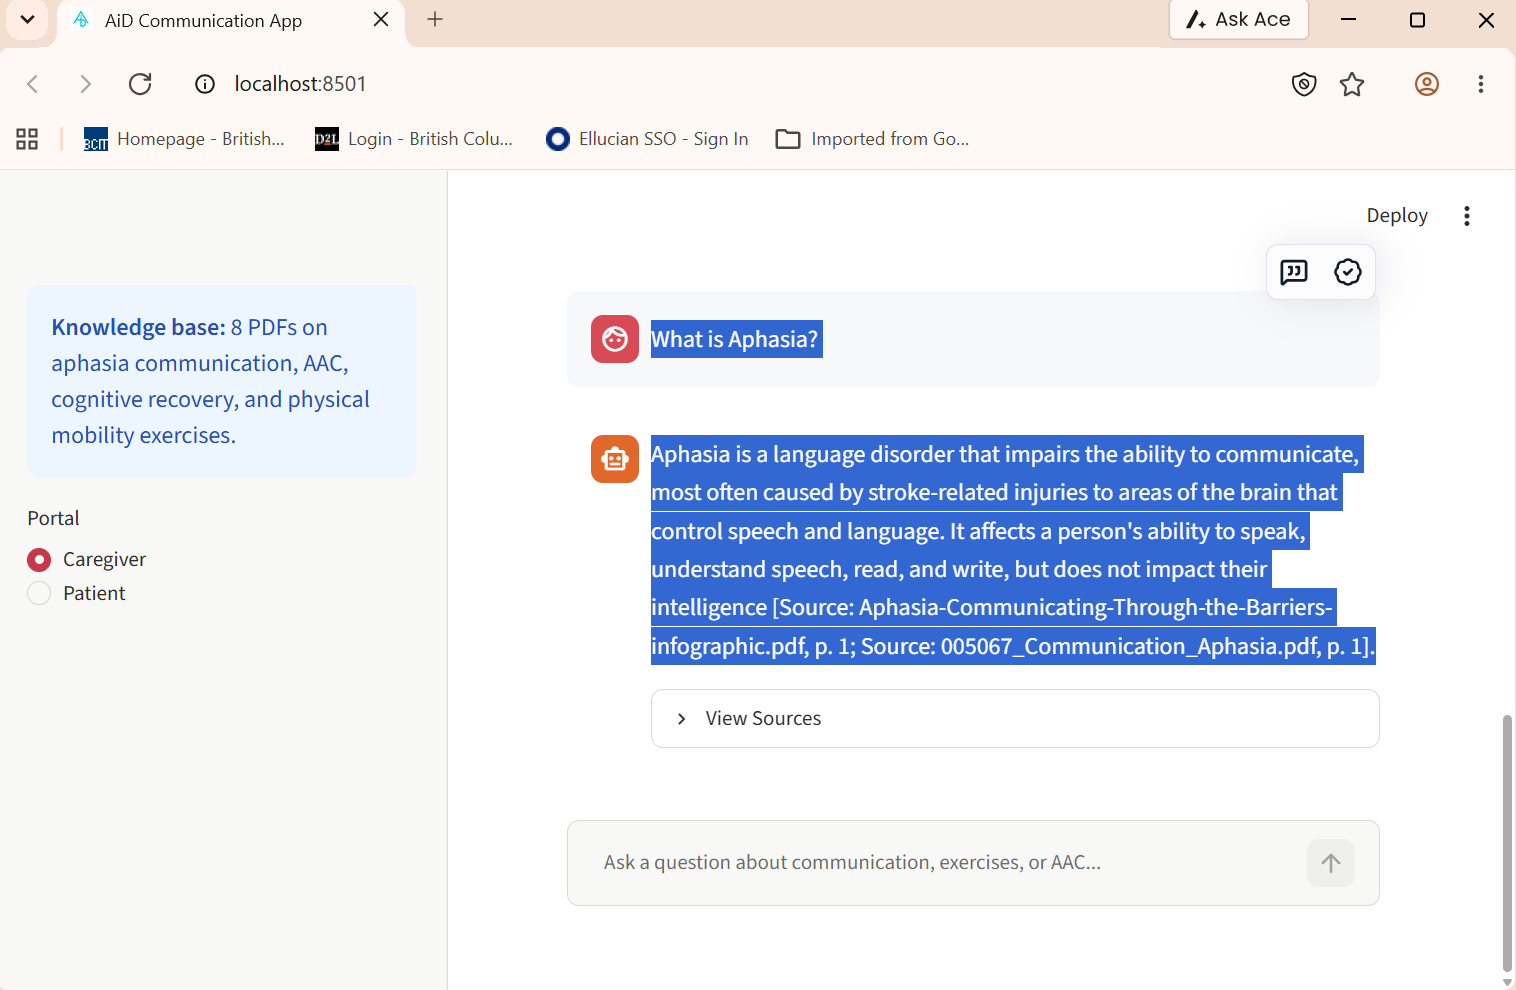 AiD Communication App
Ask Ace
localhost:8501
BCIT Homepage - British...
D2L Login - British Colu...
Ellucian SSO - Sign In
Imported from Go...
Deploy
Knowledge base: 8 PDFs on
aphasia communication, AAC,
cognitive recovery, and physical
mobility exercises.
Portal
Caregiver
Patient
What is Aphasia?
Aphasia is a language disorder that impairs the ability to communicate,
most often caused by stroke-related injuries to areas of the brain that
control speech and language. It affects a person's ability to speak,
understand speech, read, and write, but does not impact their
intelligence [Source: Aphasia-Communicating-Through-the-Barriers-
infographic.pdf, p. 1; Source: 005067_Communication_Aphasia.pdf, p. 1].
View Sources
Ask a question about communication, exercises, or AAC...